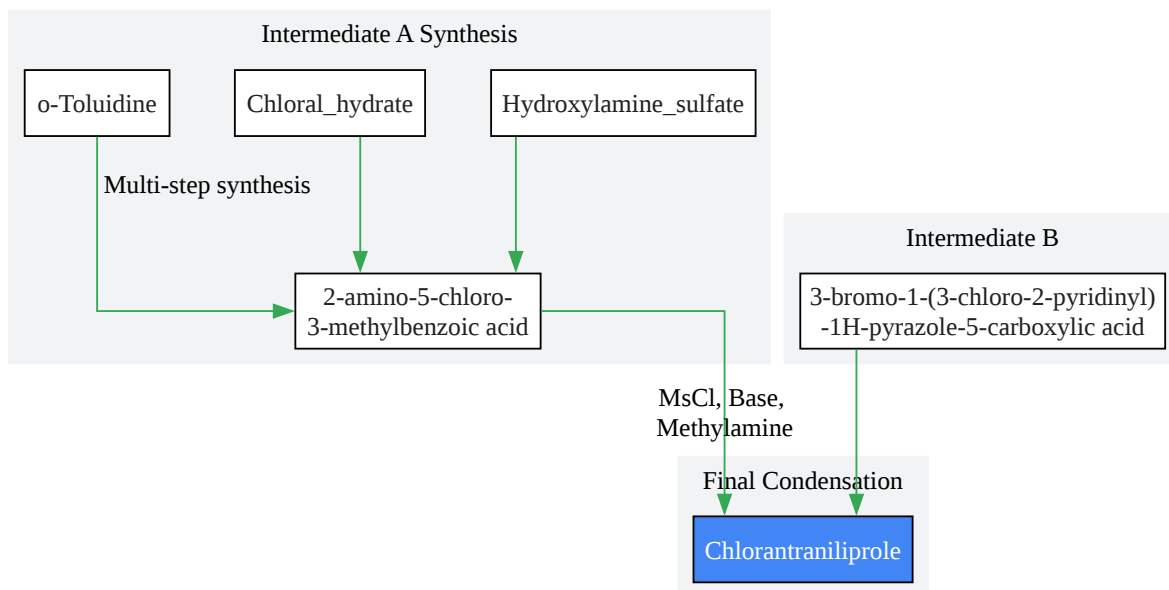 Intermediate A Synthesis
o-Toluidine
Chloral_hydrate
Hydroxylamine_sulfate
Multi-step synthesis
2-amino-5-chloro-
3-methylbenzoic acid
Intermediate B
3-bromo-1-(3-chloro-2-pyridinyl)
-1H-pyrazole-5-carboxylic acid
MsCl, Base,
Methylamine
Final Condensation
Chlorantraniliprole